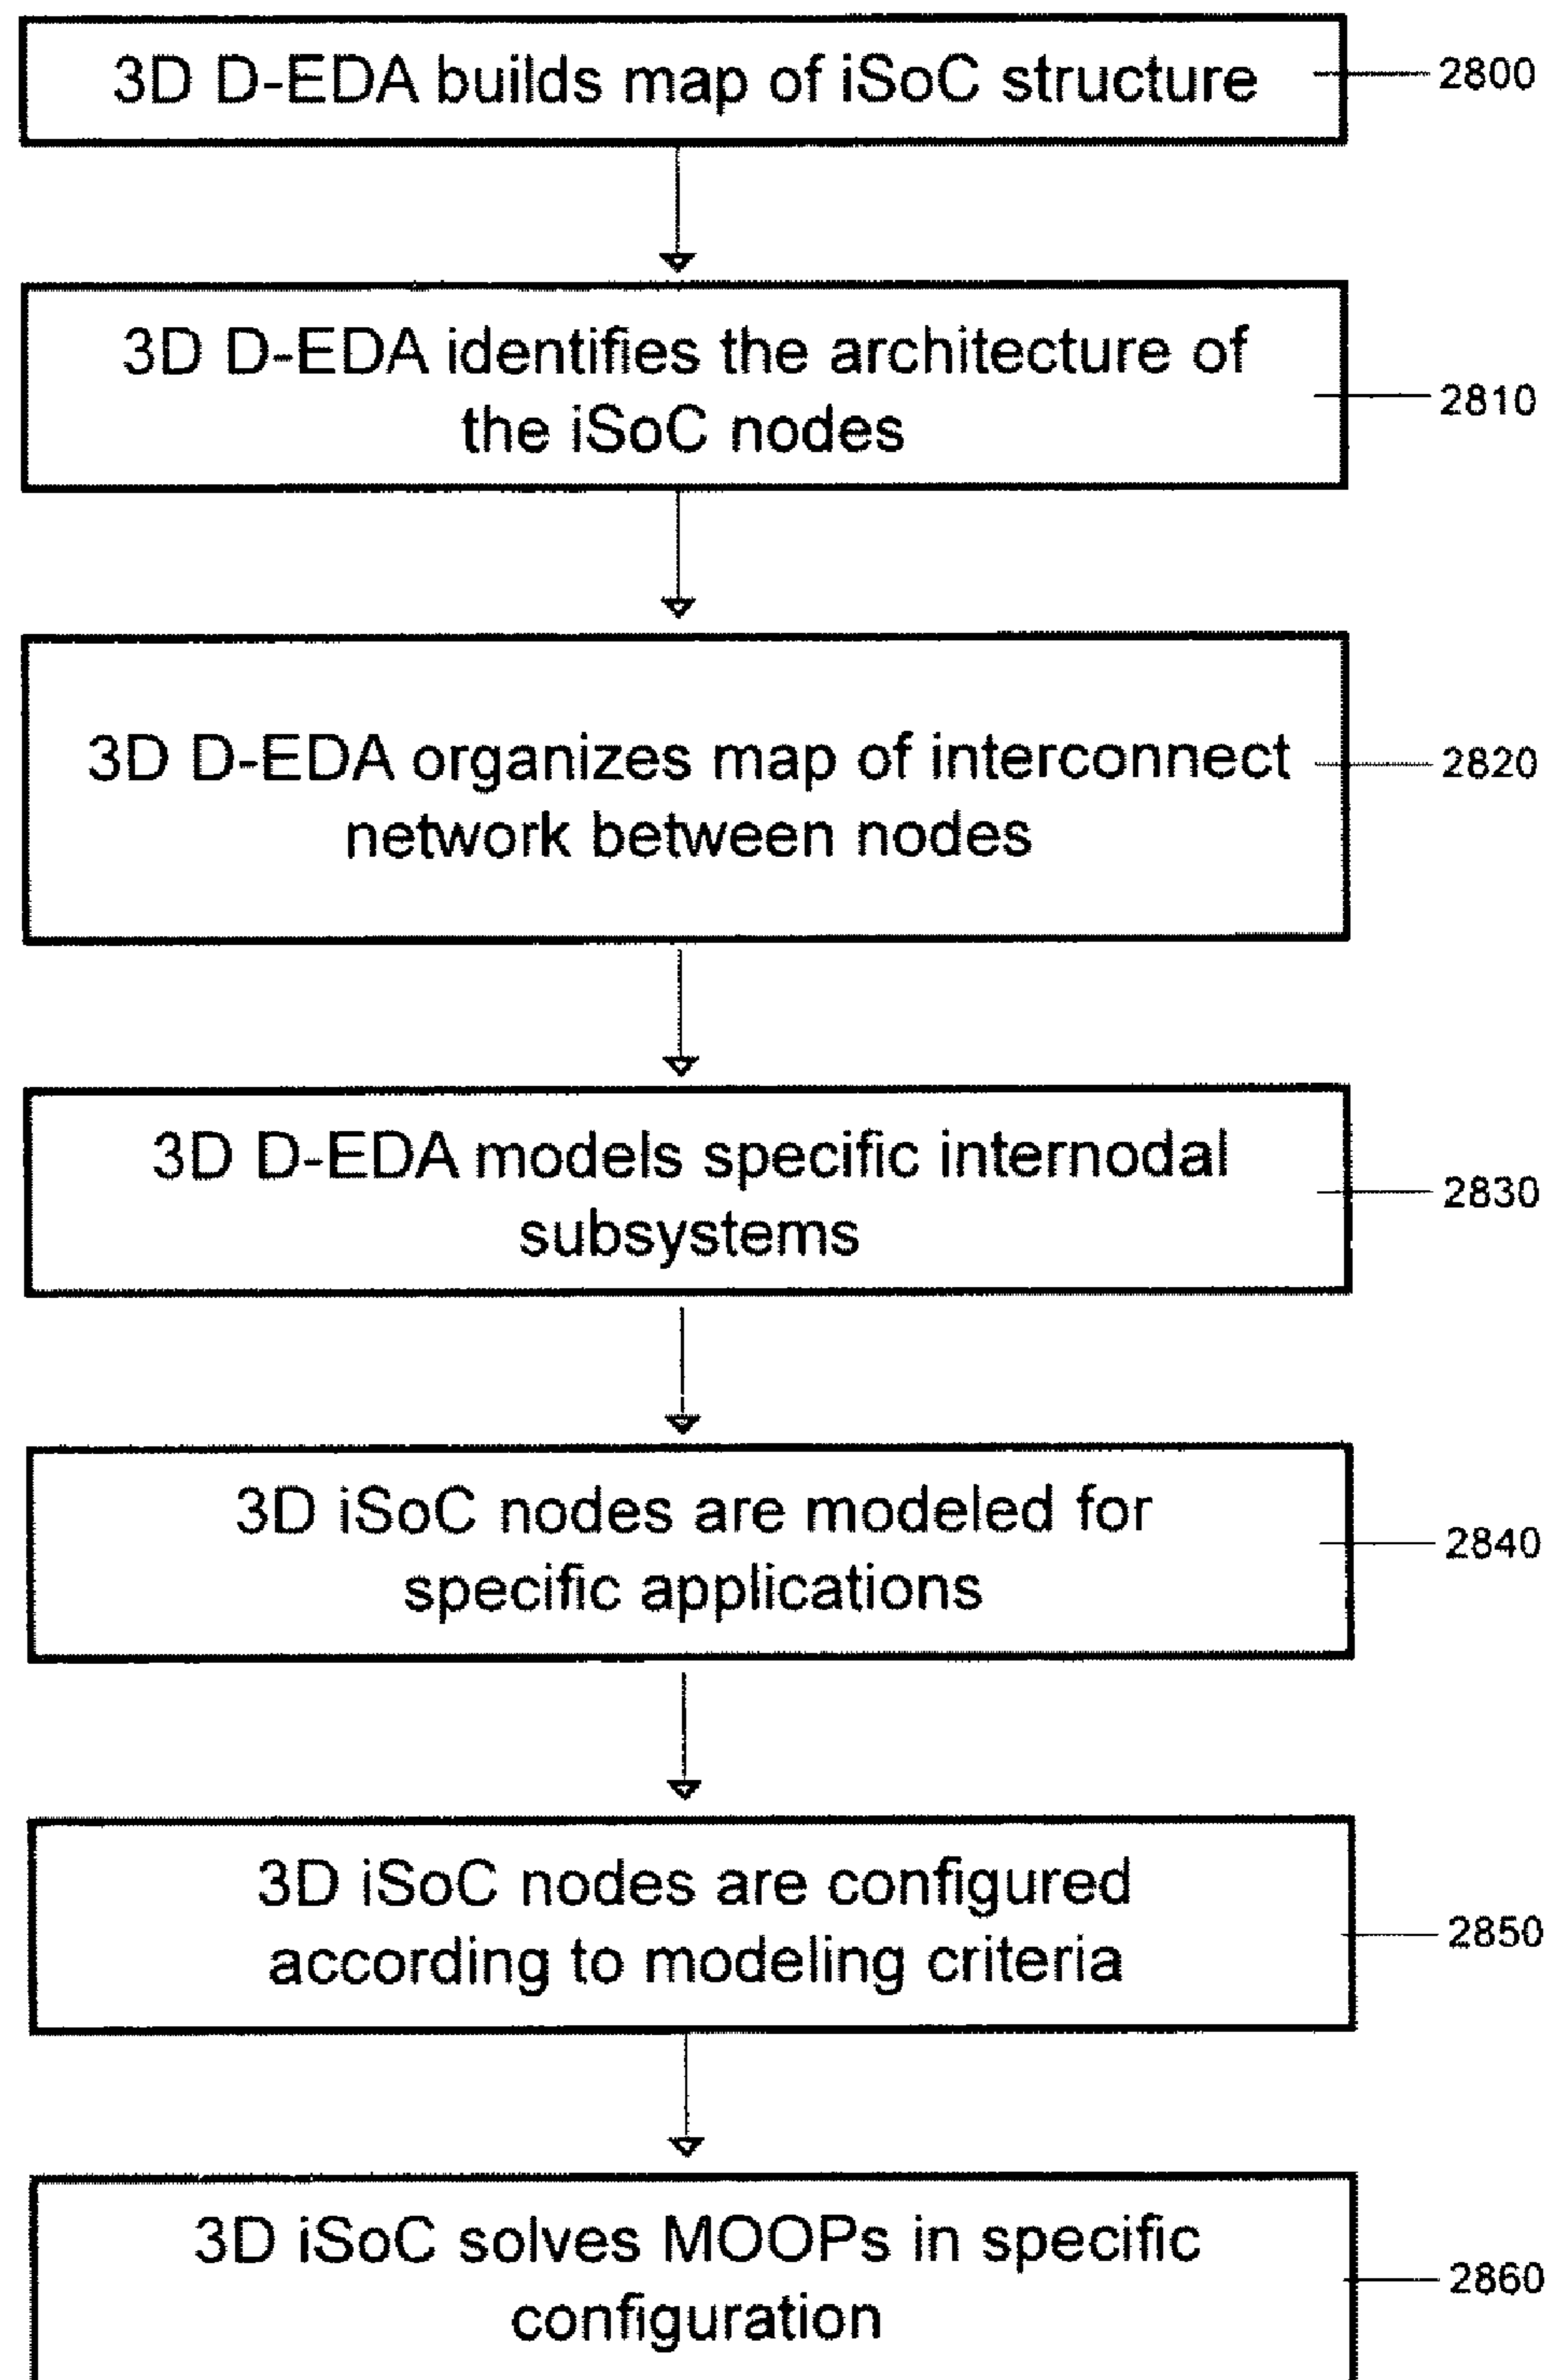 3D D-EDA builds map of iSoC structure
2800
3D D-EDA identifies the architecture of
the iSoC nodes
2810
3D D-EDA organizes map of interconnect
network between nodes
2820
3D D-EDA models specific internodal
subsystems
2830
3D iSoC nodes are modeled for
specific applications
2840
3D iSoC nodes are configured
according to modeling criteria
2850
3D iSoC solves MOOPs in specific
configuration
2860